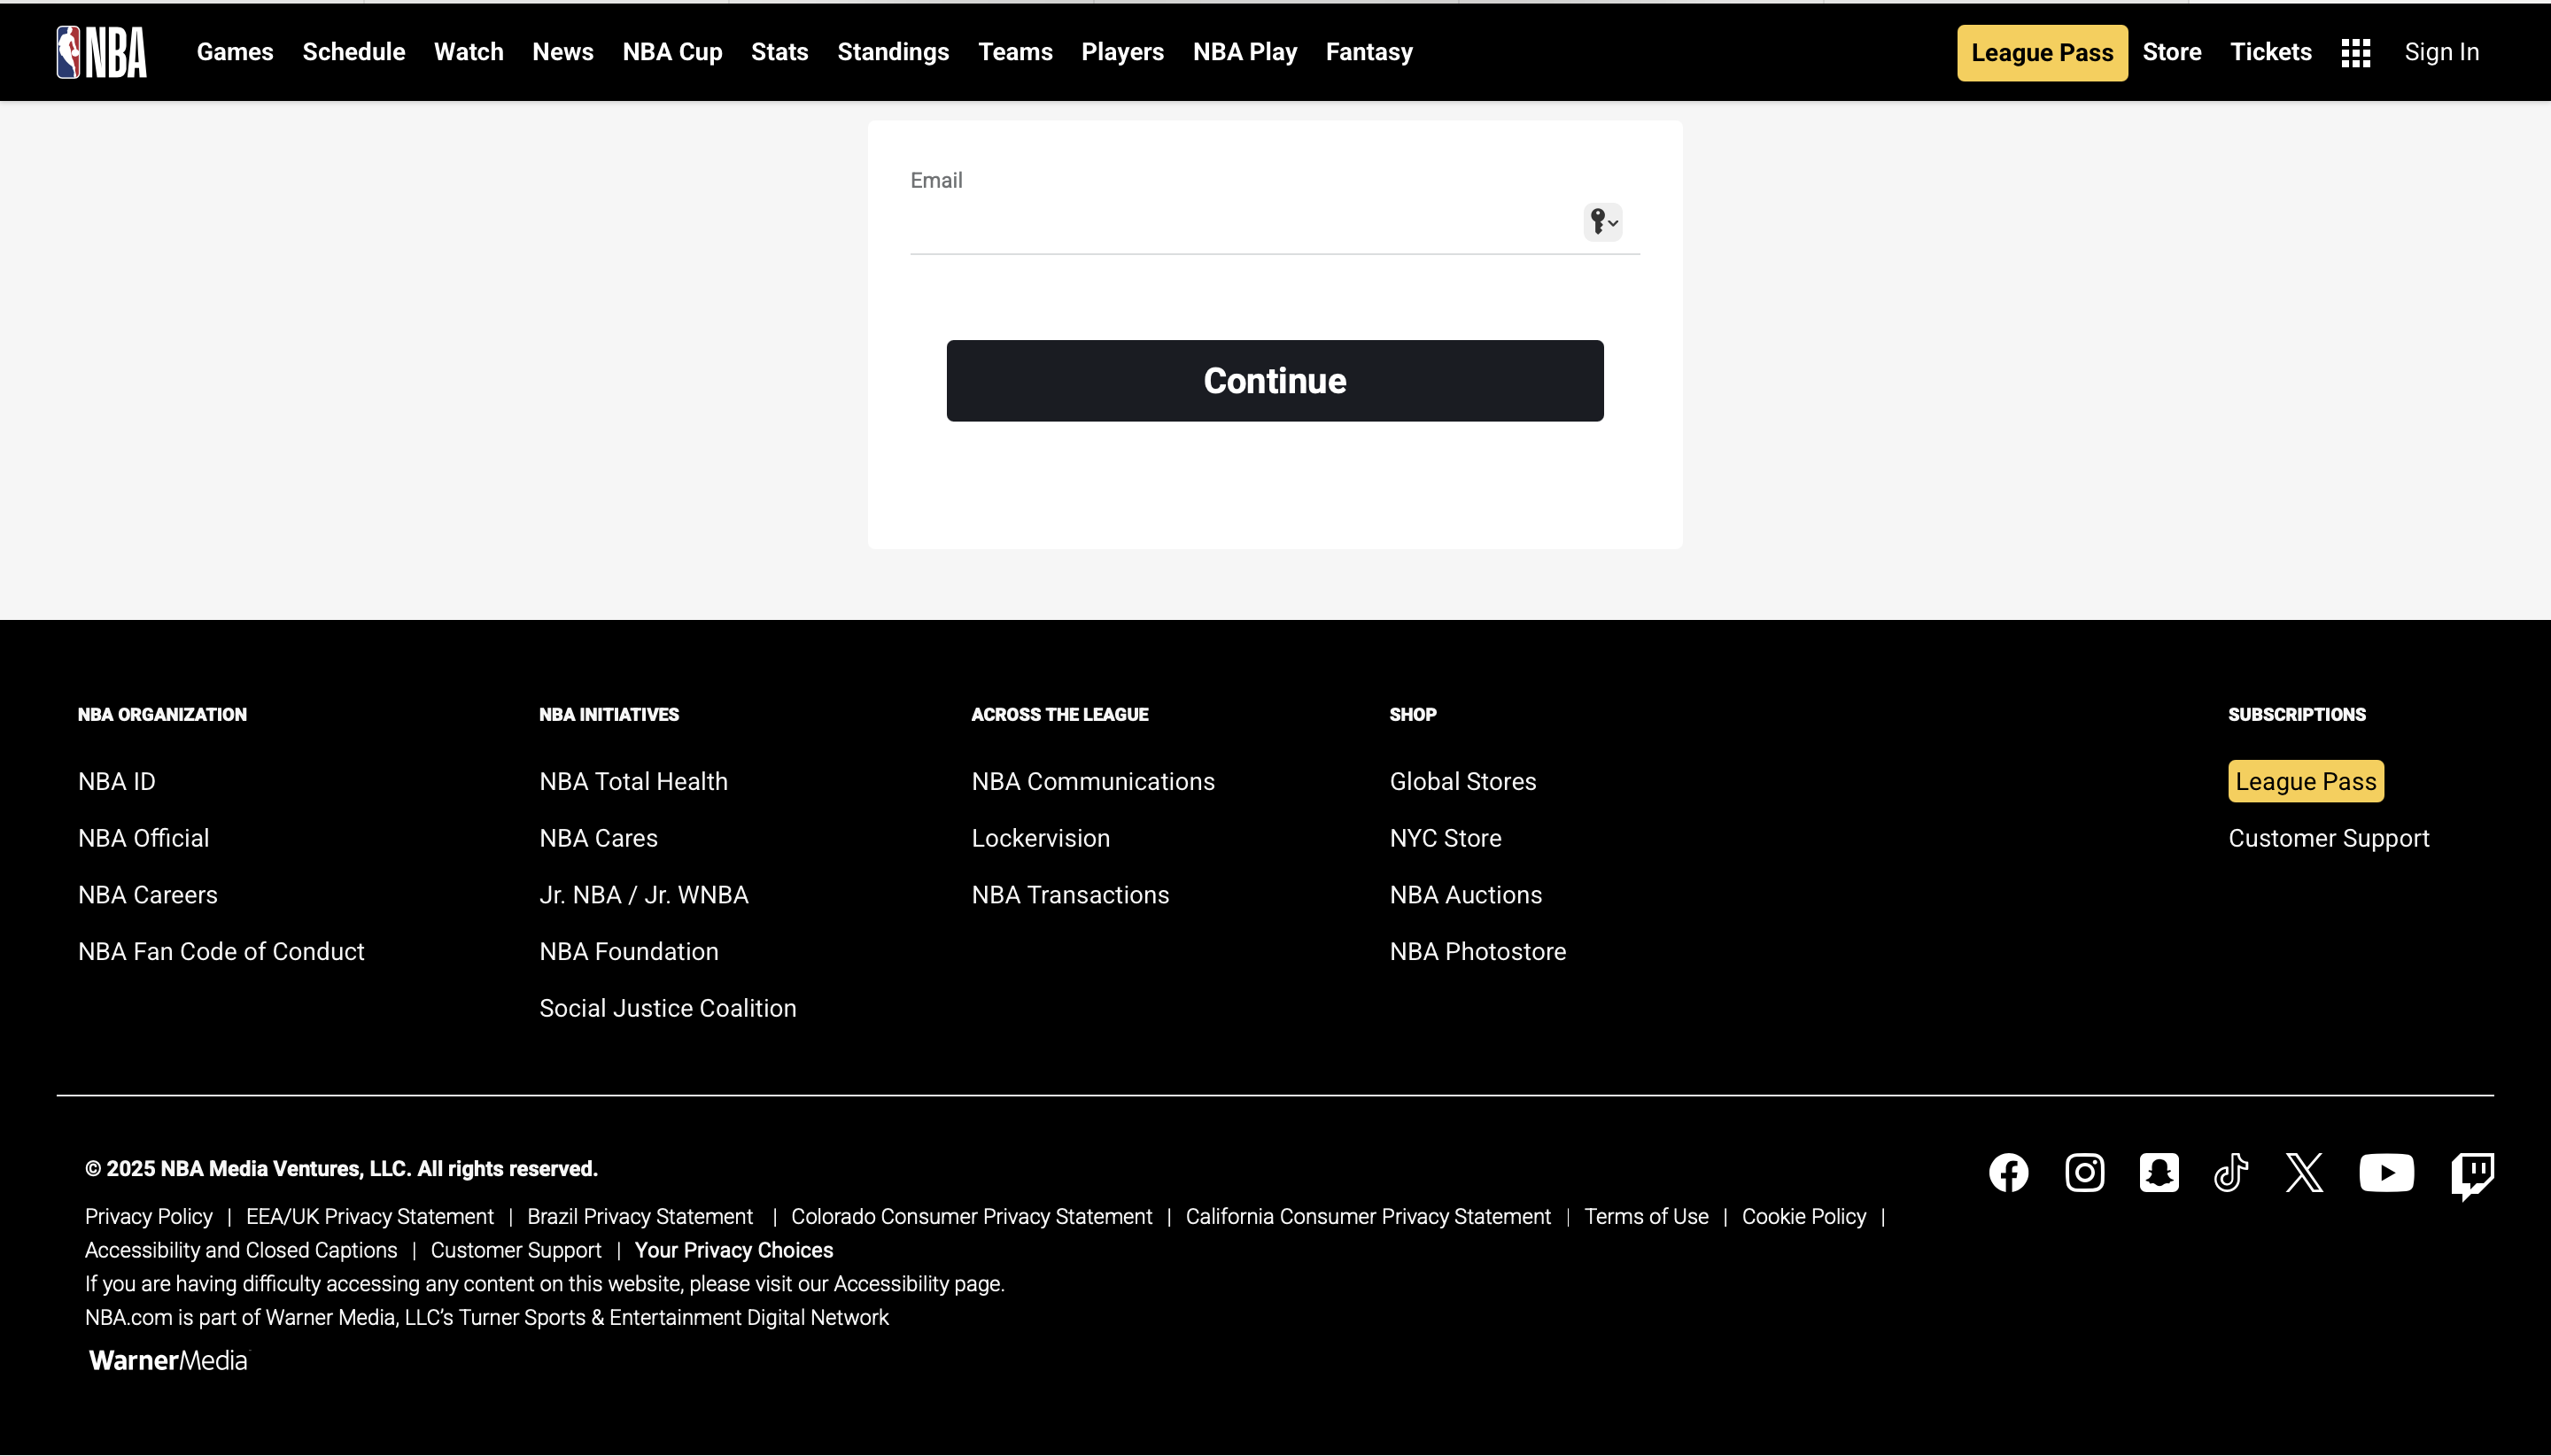 NBA Games Schedule Watch News NBA Cup Stats Standings Teams Players NBA Play Fantasy League Pass Store Tickets Sign In
Email
Continue
NBA ORGANIZATION
NBA ID
NBA Official
NBA Careers
NBA Fan Code of Conduct
NBA INITIATIVES
NBA Total Health
NBA Cares
Jr. NBA / Jr. WNBA
NBA Foundation
Social Justice Coalition
ACROSS THE LEAGUE
NBA Communications
Lockervision
NBA Transactions
SHOP
Global Stores
NYC Store
NBA Auctions
NBA Photostore
SUBSCRIPTIONS
League Pass
Customer Support
© 2025 NBA Media Ventures, LLC. All rights reserved.
Privacy Policy | EEA/UK Privacy Statement | Brazil Privacy Statement | Colorado Consumer Privacy Statement | California Consumer Privacy Statement | Terms of Use | Cookie Policy |
Accessibility and Closed Captions | Customer Support | Your Privacy Choices
If you are having difficulty accessing any content on this website, please visit our Accessibility page.
NBA.com is part of Warner Media, LLC’s Turner Sports & Entertainment Digital Network
WarnerMedia